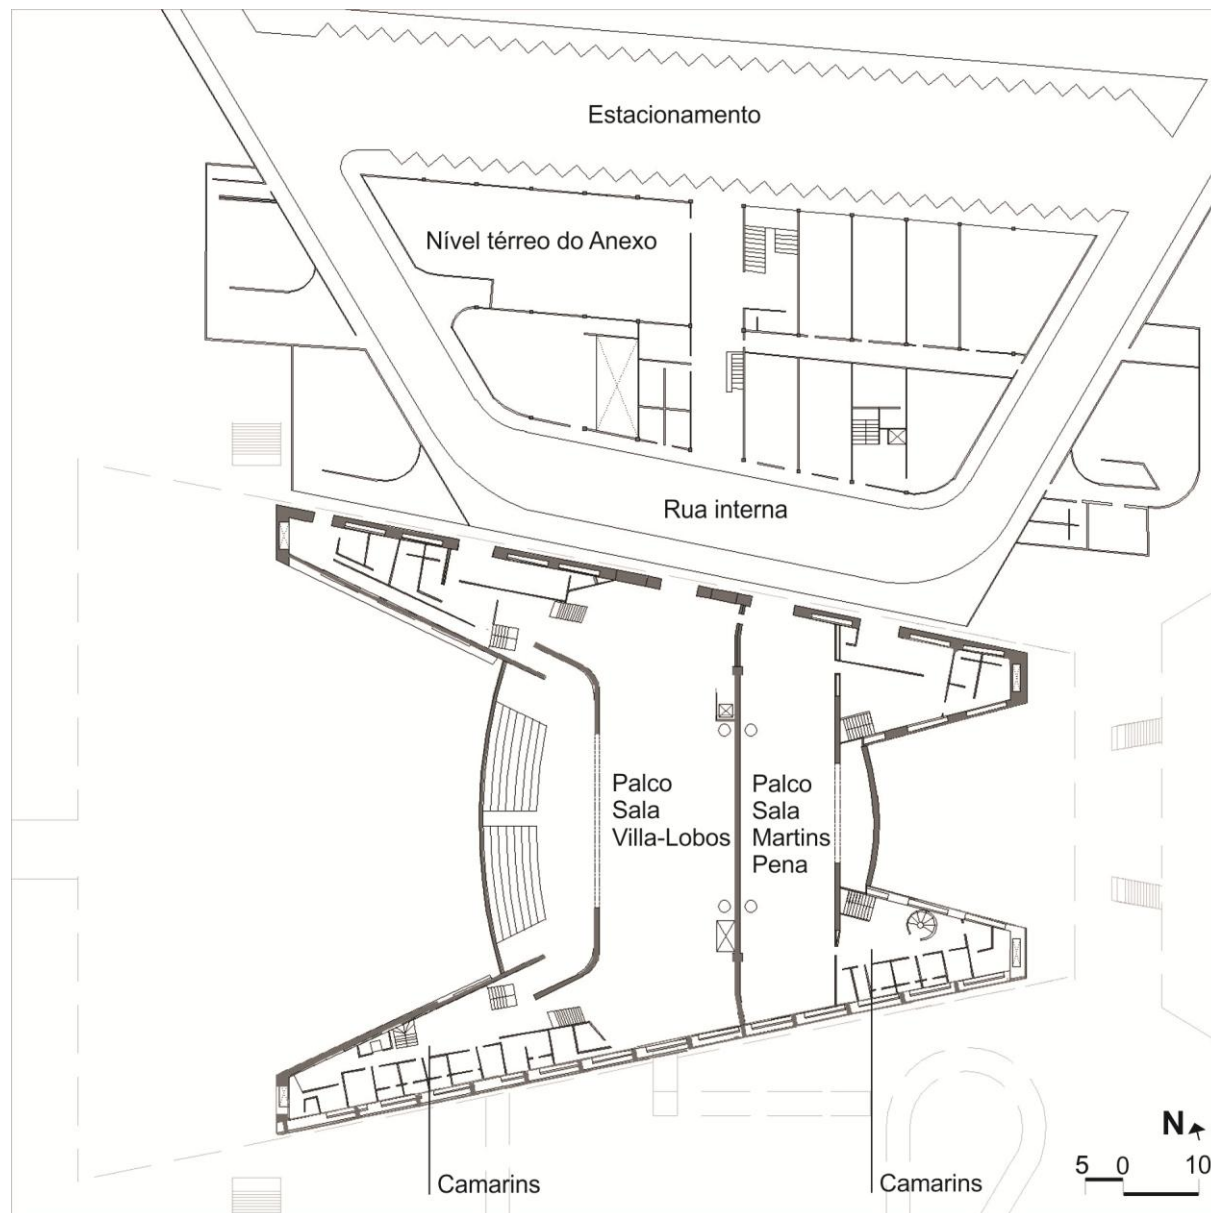 Estacionamento
Nível térreo do Anexo
Rua interna
Palco
Sala
Villa-Lobos
Palco
Sala
Martins
Pena
Camarins
Camarins
N
5 0 10